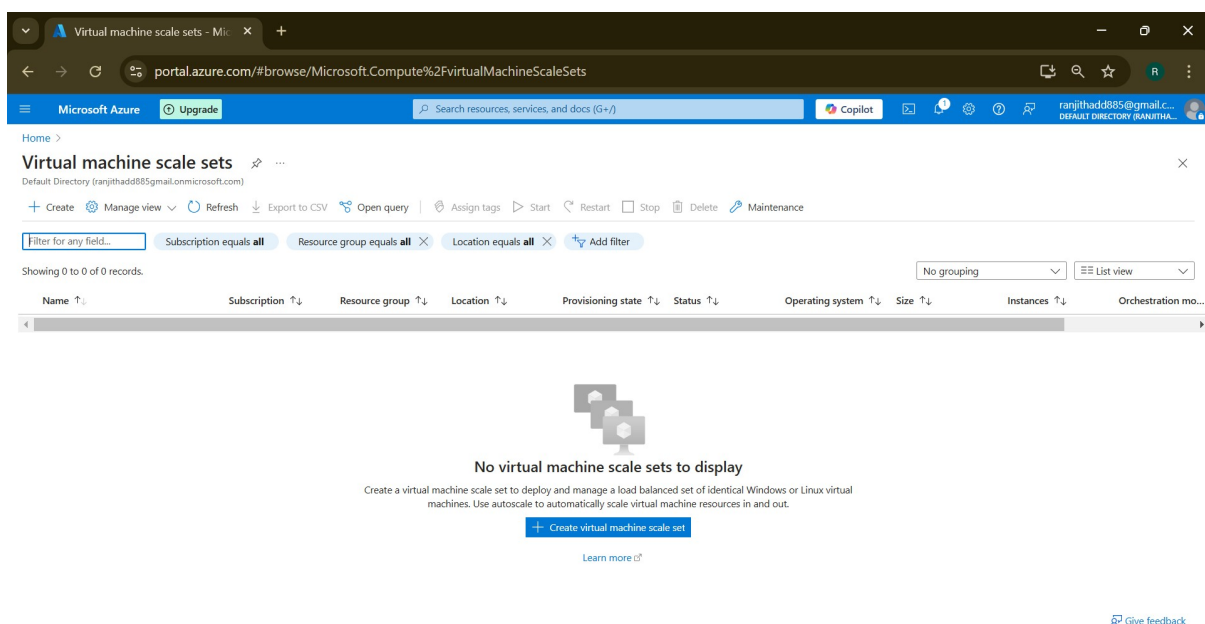 Virtual machine scale sets - Mic
portal.azure.com/#browse/Microsoft.Compute%2FvirtualMachineScaleSets
R
Microsoft Azure Upgrade Search resources, services, and docs (G+/) Copilot 1 ranjithadd885@gmail.c...
DEFAULT DIRECTORY (RANJITHA...
Home >
Virtual machine scale sets ...
Default Directory (ranjithadd885gmail.onmicrosoft.com)
Create Manage view Refresh Export to CSV Open query Assign tags Start Restart Stop Delete Maintenance
Filter for any field... Subscription equals all Resource group equals all Location equals all Add filter
Showing 0 to 0 of 0 records. No grouping List view
Name Subscription Resource group Location Provisioning state Status Operating system Size Instances Orchestration mo...
No virtual machine scale sets to display
Create a virtual machine scale set to deploy and manage a load balanced set of identical Windows or Linux virtual
machines. Use autoscale to automatically scale virtual machine resources in and out.
Create virtual machine scale set
Learn more
Give feedback